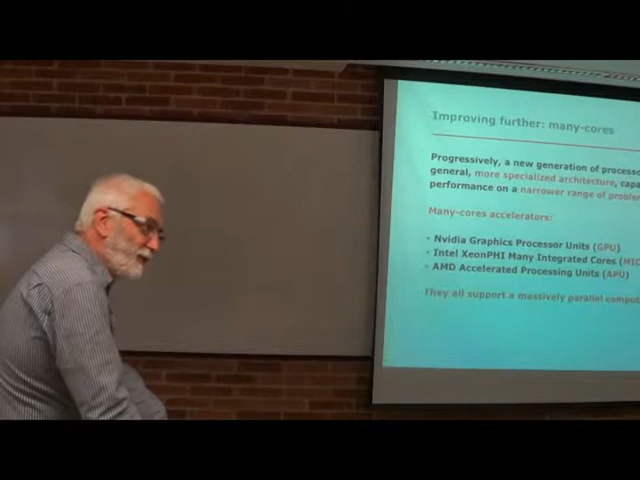 Improving further: many-cores
Progressively, a new generation of
general, more specialized architecture,
performance on a narrower range of
Many-cores accelerators:
• Nvidia Graphics Processor Units (GPU)
• Intel XeonPHI Many Integrated Cores
• AMD Accelerated Processing Units (APU)
They all support a massively parallel